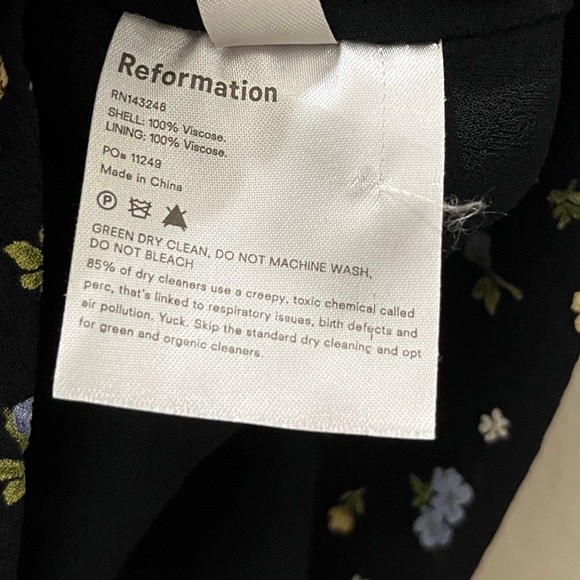 Reformation
RN143248
SHELL: 100% Viscose.
LINING: 100% Viscose.
PO# 11249
Made in China
P
GREEN DRY CLEAN, DO NOT MACHINE WASH,
DO NOT BLEACH
85% of dry cleaners use a creepy, toxic chemical called
perc, that's linked to respiratory issues, birth defects and
air pollution. Yuck. Skip the standard dry cleaning and opt
for green and organic cleaners.